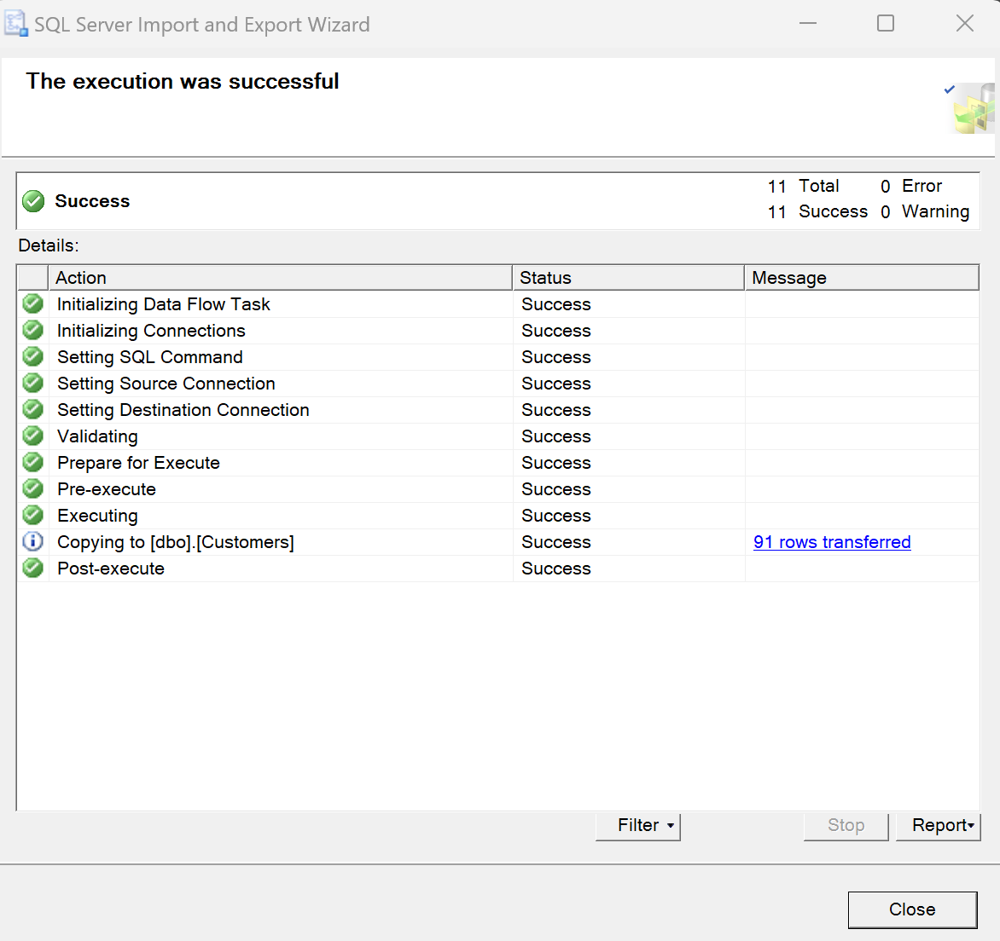 SQL Server Import and Export Wizard
The execution was successful
Success
11 Total 0 Error
11 Success 0 Warning
Details:
Action Status Message
Initializing Data Flow Task Success
Initializing Connections Success
Setting SQL Command Success
Setting Source Connection Success
Setting Destination Connection Success
Validating Success
Prepare for Execute Success
Pre-execute Success
Executing Success
Copying to [dbo].[Customers] Success 91 rows transferred
Post-execute Success
Filter Stop Report
Close